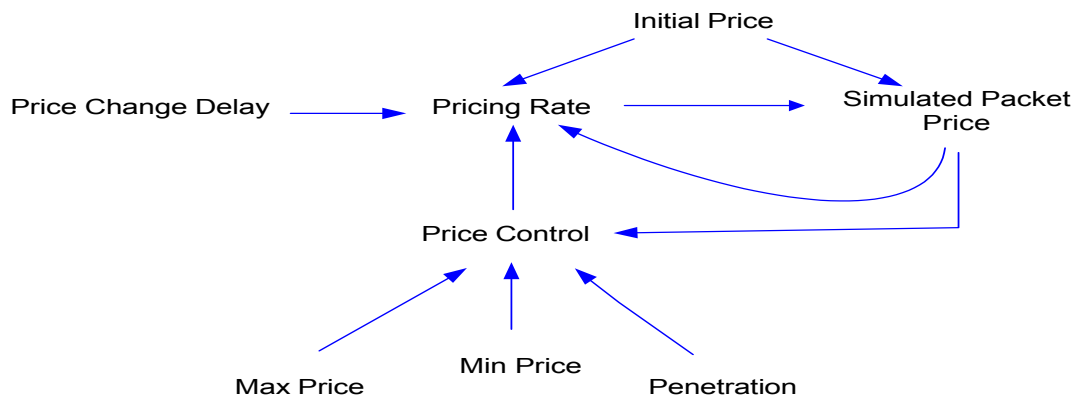 Initial Price
Price Change Delay
Pricing Rate
Simulated Packet
Price
Price Control
Max Price
Min Price
Penetration